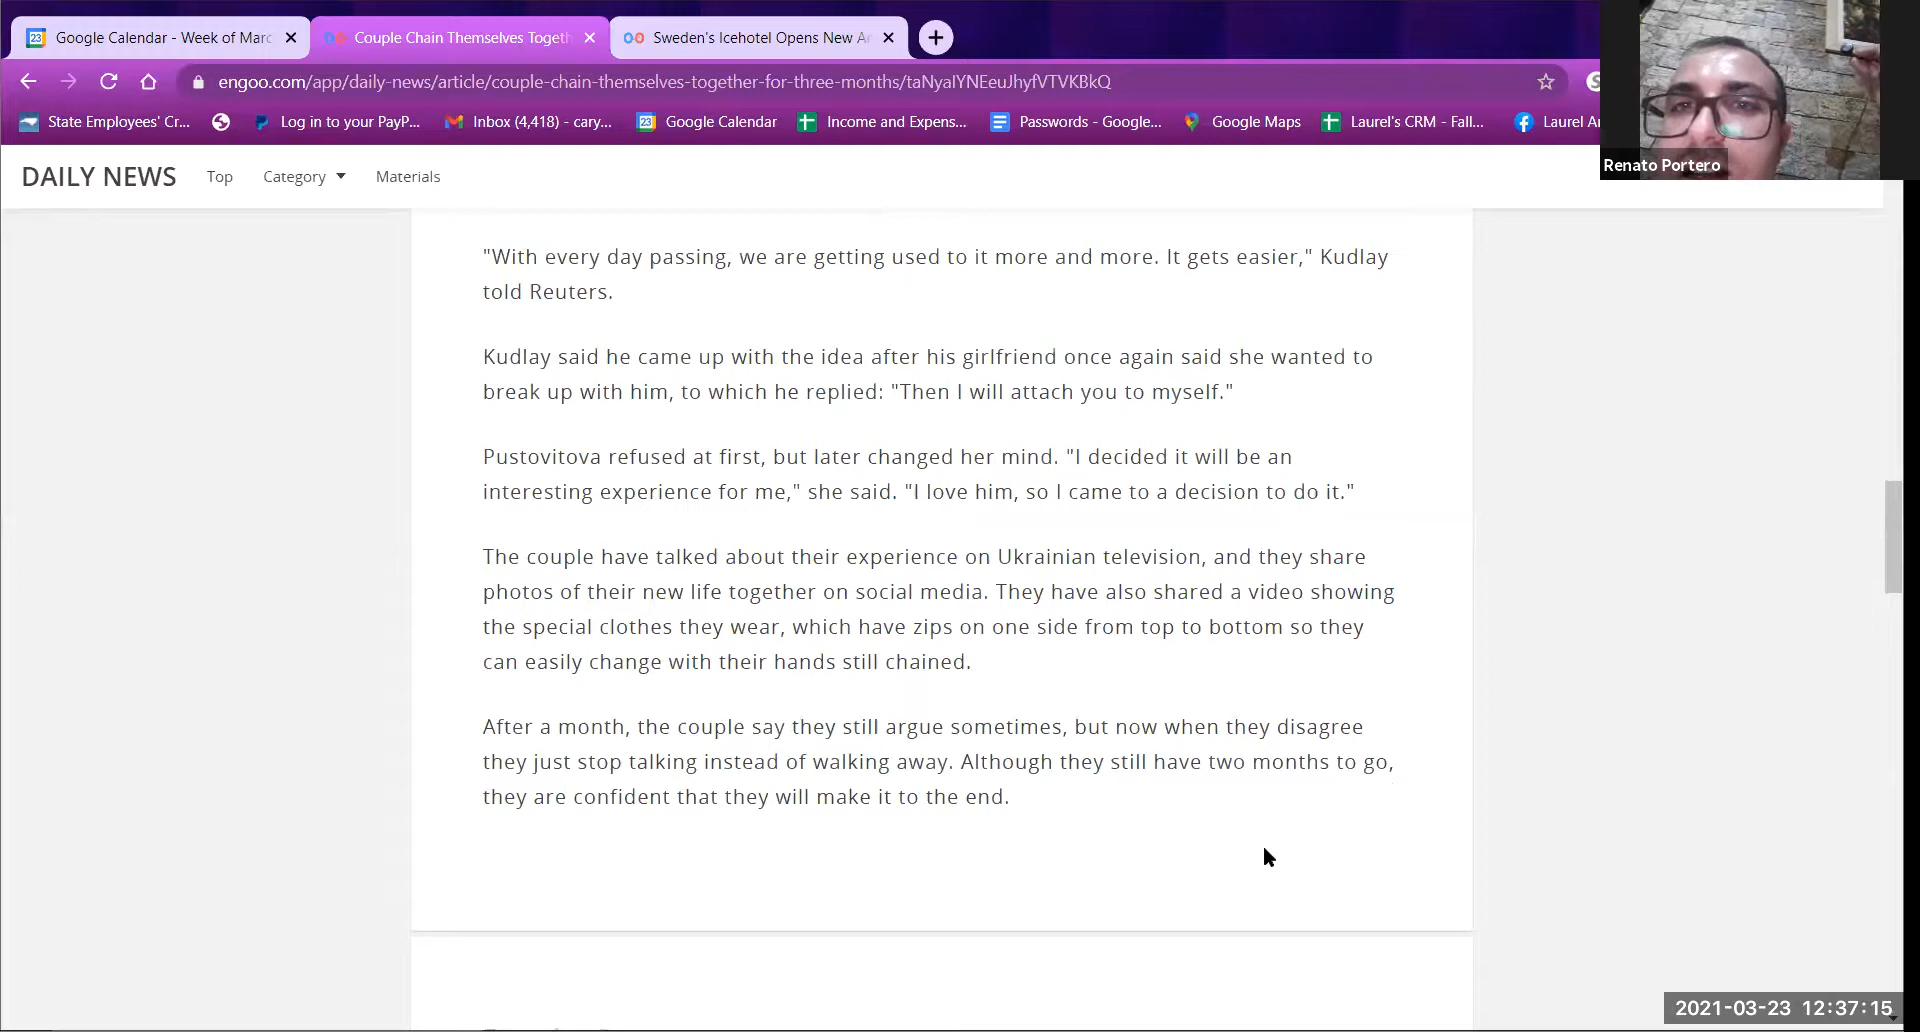 Google Calendar - Week of Marc
Couple Chain Themselves Togeth
Sweden's Icehotel Opens New A
engoo.com/app/daily-news/article/couple-chain-themselves-together-for-three-months/taNyaIYNEeuJhyfVTVKBkQ
State Employees' Cr...
Log in to your PayP...
Inbox (4,418) - cary...
Google Calendar
Income and Expens...
Passwords - Google...
Google Maps
Laurel's CRM - Fall...
Laurel Ar
Renato Portero
DAILY NEWS Top Category Materials
"With every day passing, we are getting used to it more and more. It gets easier," Kudlay
told Reuters.
Kudlay said he came up with the idea after his girlfriend once again said she wanted to
break up with him, to which he replied: "Then I will attach you to myself."
Pustovitova refused at first, but later changed her mind. "I decided it will be an
interesting experience for me," she said. "I love him, so I came to a decision to do it."
The couple have talked about their experience on Ukrainian television, and they share
photos of their new life together on social media. They have also shared a video showing
the special clothes they wear, which have zips on one side from top to bottom so they
can easily change with their hands still chained.
After a month, the couple say they still argue sometimes, but now when they disagree
they just stop talking instead of walking away. Although they still have two months to go,
they are confident that they will make it to the end.
2021-03-23 12:37:15